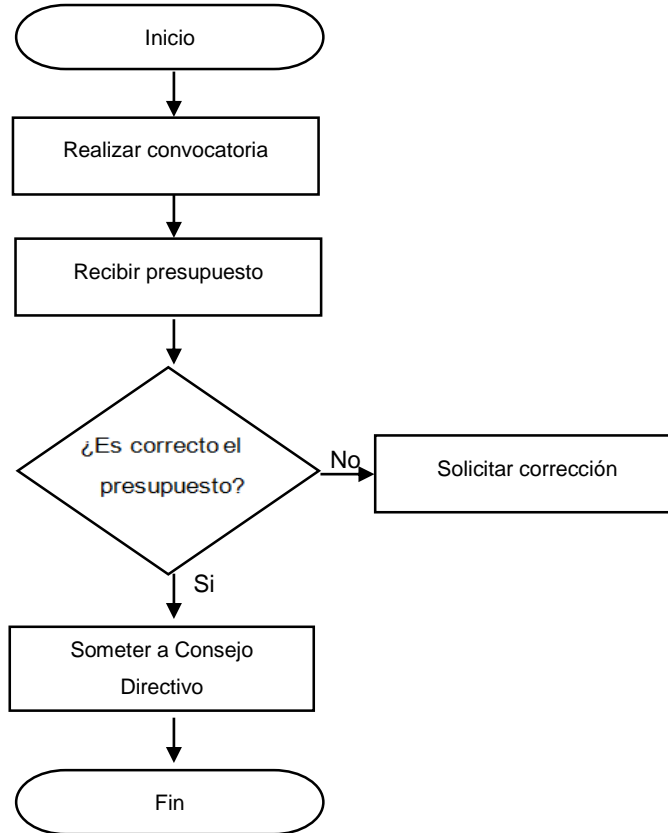 Inicio
Realizar convocatoria
Recibir presupuesto
¿Es correcto el
presupuesto?
No
Solicitar corrección
Si
Someter a Consejo
Directivo
Fin